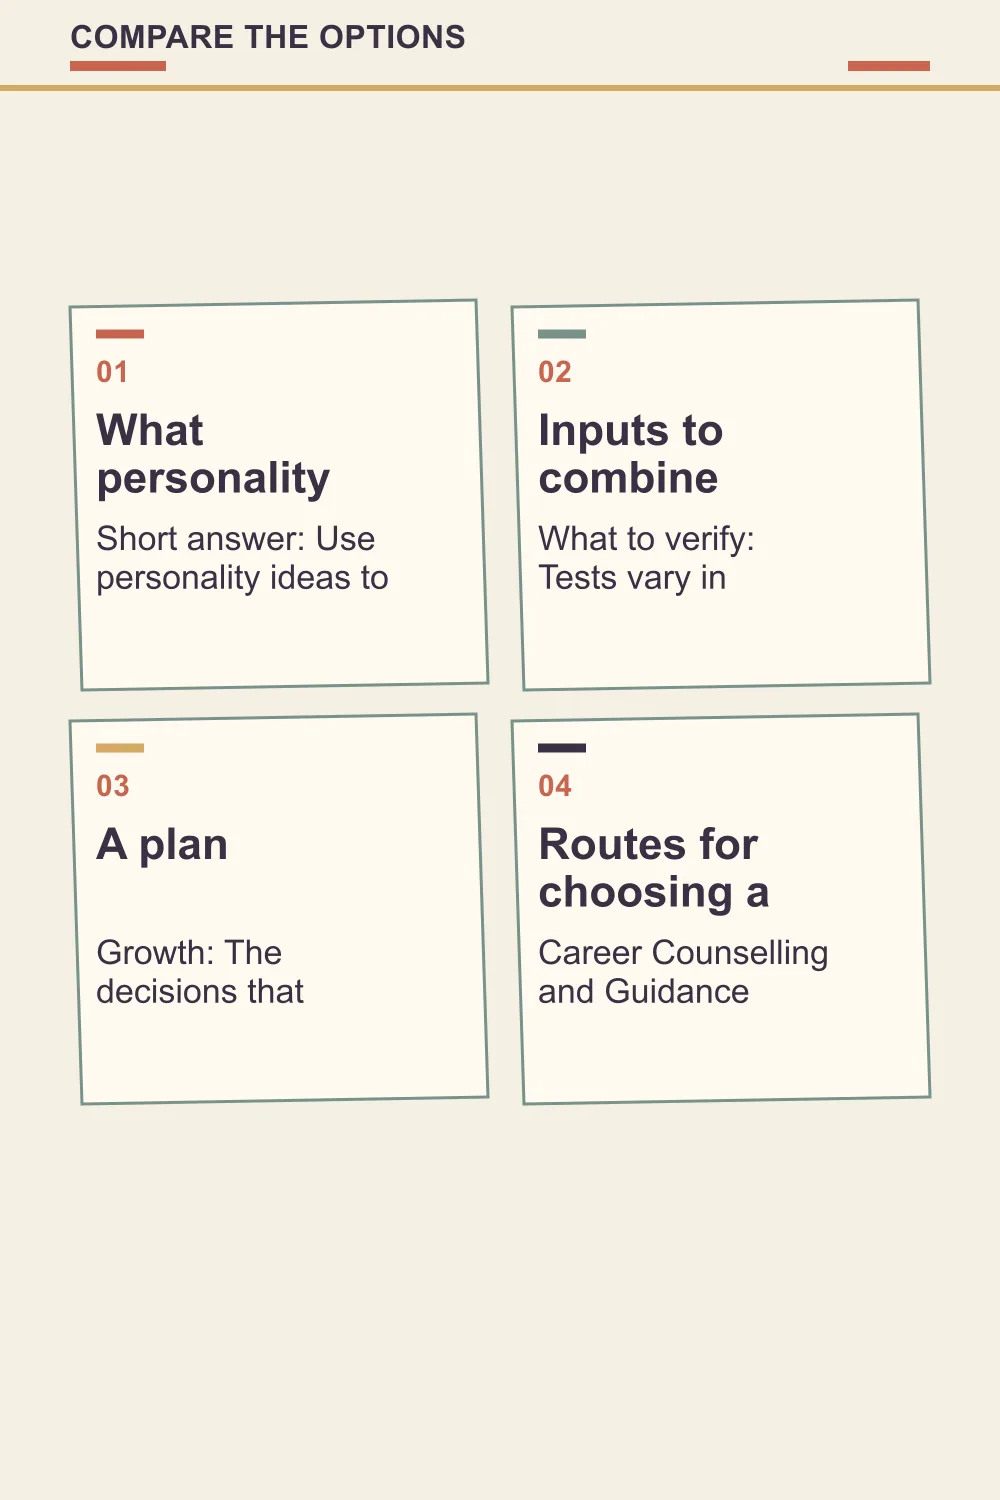 COMPARE THE OPTIONS
01
What
personality
Short answer: Use
personality ideas to
02
Inputs to
combine
What to verify:
Tests vary in
03
A plan
Growth: The
decisions that
04
Routes for
choosing a
Career Counselling
and Guidance